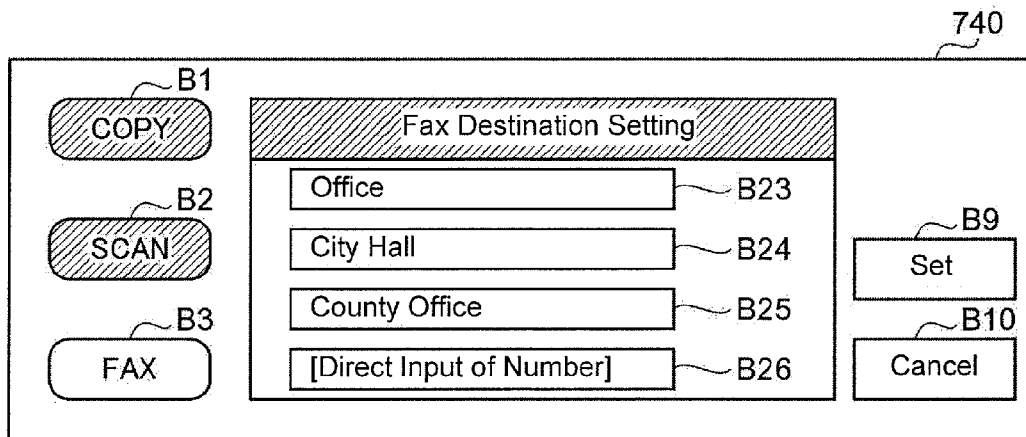 740
B1
COPY
Fax Destination Setting
Office
B23
B2
SCAN
City Hall
B24
B9
Set
County Office
B25
B3
FAX
B10
Cancel
[Direct Input of Number]
B26